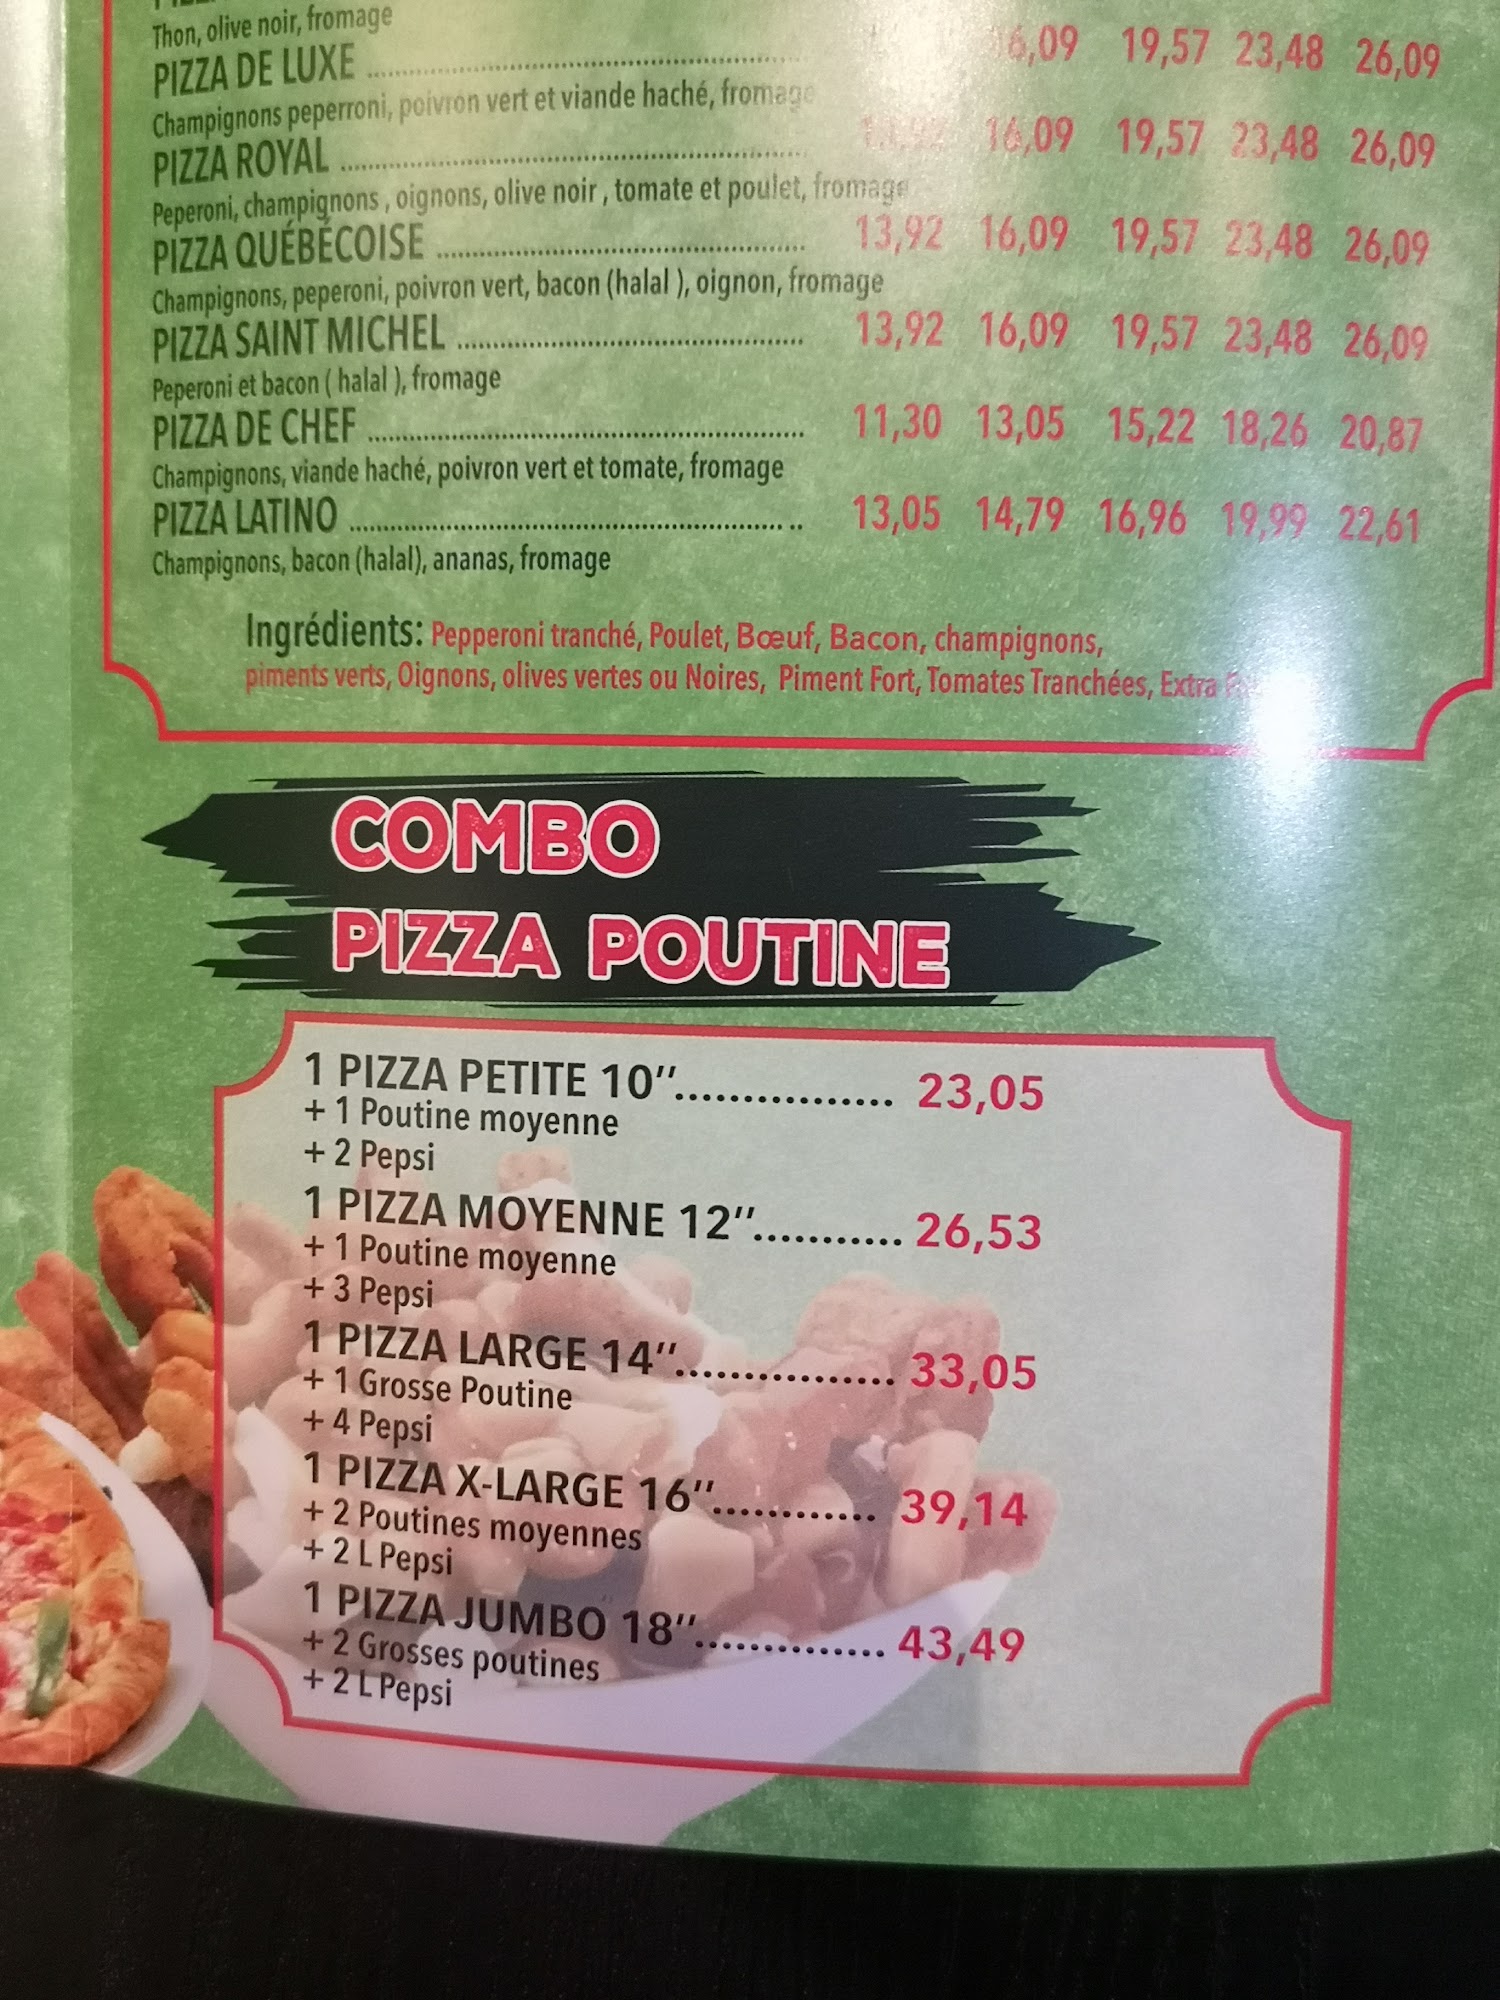 Thon, olive noir, fromage
PIZZA DE LUXE .......... 16,09 19,57 23,48 26,09
Champignons peperroni, poivron vert et viande haché, fromage
PIZZA ROYAL .......... 16,09 19,57 23,48 26,09
Peperoni, champignons , oignons, olive noir , tomate et poulet, fromage
PIZZA QUÉBÉCOISE .......... 13,92 16,09 19,57 23,48 26,09
Champignons, peperoni, poivron vert, bacon (halal ), oignon, fromage
PIZZA SAINT MICHEL .......... 13,92 16,09 19,57 23,48 26,09
Peperoni et bacon ( halal ), fromage
PIZZA DE CHEF .......... 11,30 13,05 15,22 18,26 20,87
Champignons, viande haché, poivron vert et tomate, fromage
PIZZA LATINO .......... 13,05 14,79 16,96 19,99 22,61
Champignons, bacon (halal), ananas, fromage
Ingrédients: Pepperoni tranché, Poulet, Bœuf, Bacon, champignons,
piments verts, Oignons, olives vertes ou Noires, Piment Fort, Tomates Tranchées, Extra
COMBO
PIZZA POUTINE
1 PIZZA PETITE 10’’................ 23,05
+ 1 Poutine moyenne
+ 2 Pepsi
1 PIZZA MOYENNE 12’’........... 26,53
+ 1 Poutine moyenne
+ 3 Pepsi
1 PIZZA LARGE 14’’................ 33,05
+ 1 Grosse Poutine
+ 4 Pepsi
1 PIZZA X-LARGE 16’’............ 39,14
+ 2 Poutines moyennes
+ 2 L Pepsi
1 PIZZA JUMBO 18’’.............. 43,49
+ 2 Grosses poutines
+ 2 L Pepsi